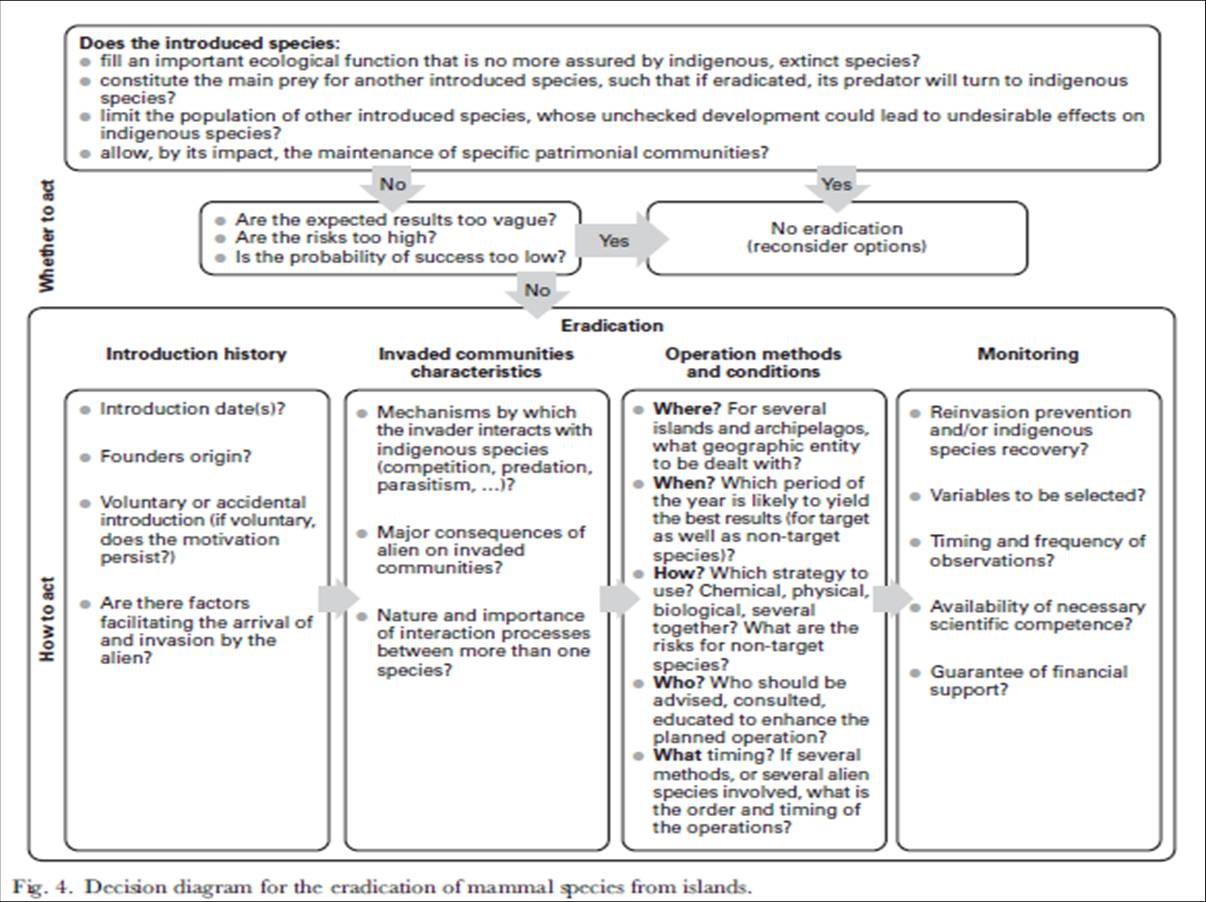 Does the introduced species:
● fill an important ecological function that is no more assured by indigenous, extinct species?
● constitute the main prey for another introduced species, such that if eradicated, its predator will turn to indigenous
species?
● limit the population of other introduced species, whose unchecked development could lead to undesirable effects on
indigenous species?
● allow, by its impact, the maintenance of specific patrimonial communities?
No
Yes
Whether to act
● Are the expected results too vague?
● Are the risks too high?
● Is the probability of success too low?
Yes
No eradication
(reconsider options)
No
Eradication
How to act
Introduction history
● Introduction date(s)?
● Founders origin?
● Voluntary or accidental
introduction (if voluntary,
does the motivation
persist?)
● Are there factors
facilitating the arrival of
and invasion by the
alien?
Invaded communities
characteristics
● Mechanisms by which
the invader interacts with
indigenous species
(competition, predation,
parasitism, ...)?
● Major consequences of
alien on invaded
communities?
● Nature and importance
of interaction processes
between more than one
species?
Operation methods
and conditions
● Where? For several
islands and archipelagos,
what geographic entity
to be dealt with?
● When? Which period of
the year is likely to yield
the best results (for target
as well as non-target
species)?
● How? Which strategy to
use? Chemical, physical,
biological, several
together? What are the
risks for non-target
species?
● Who? Who should be
advised, consulted,
educated to enhance the
planned operation?
● What timing? If several
methods, or several alien
species involved, what is
the order and timing of
the operations?
Monitoring
● Reinvasion prevention
and/or indigenous
species recovery?
● Variables to be selected?
● Timing and frequency of
observations?
● Availability of necessary
scientific competence?
● Guarantee of financial
support?
Fig. 4. Decision diagram for the eradication of mammal species from islands.